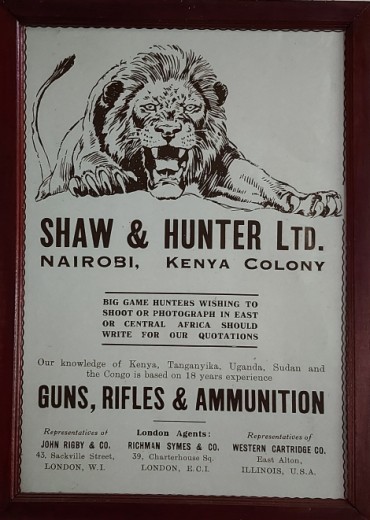 SHAW & HUNTER LTD.
NAIROBI, KENYA COLONY
BIG GAME HUNTERS WISHING TO
SHOOT OR PHOTOGRAPH IN EAST
OR CENTRAL AFRICA SHOULD
WRITE FOR OUR QUOTATIONS
Our knowledge of Kenya, Tanganyika, Uganda, Sudan and
the Congo is based on 18 years experience
GUNS, RIFLES & AMMUNITION
Representatives of
JOHN RIGBY & CO.
43, Sackville Street,
LONDON, W.I.
London Agents:
RICHMAN SYMES & CO.
39, Charterhouse Sq.
LONDON, E.C.I.
Representatives of
WESTERN CARTRIDGE CO.
East Alton,
ILLINOIS, U.S.A.